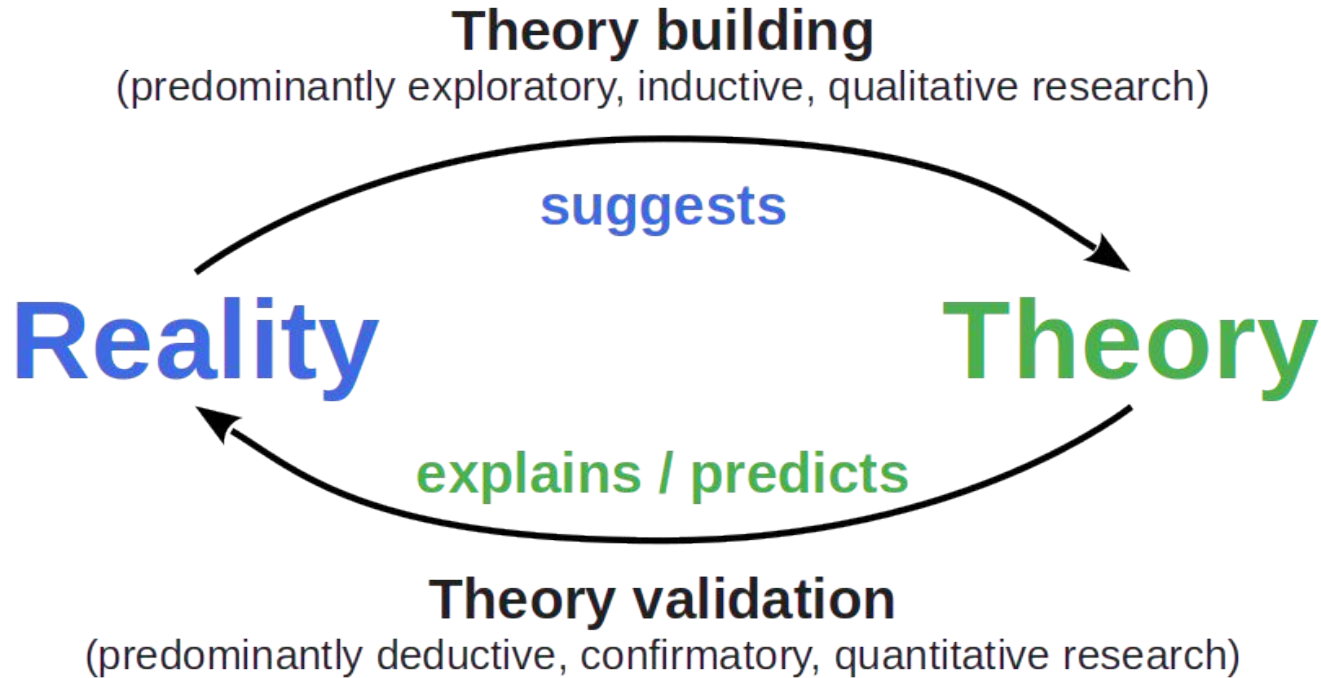 Theory building
(predominantly exploratory, inductive, qualitative research)
suggests
Reality
Theory
explains / predicts
Theory validation
(predominantly deductive, confirmatory, quantitative research)